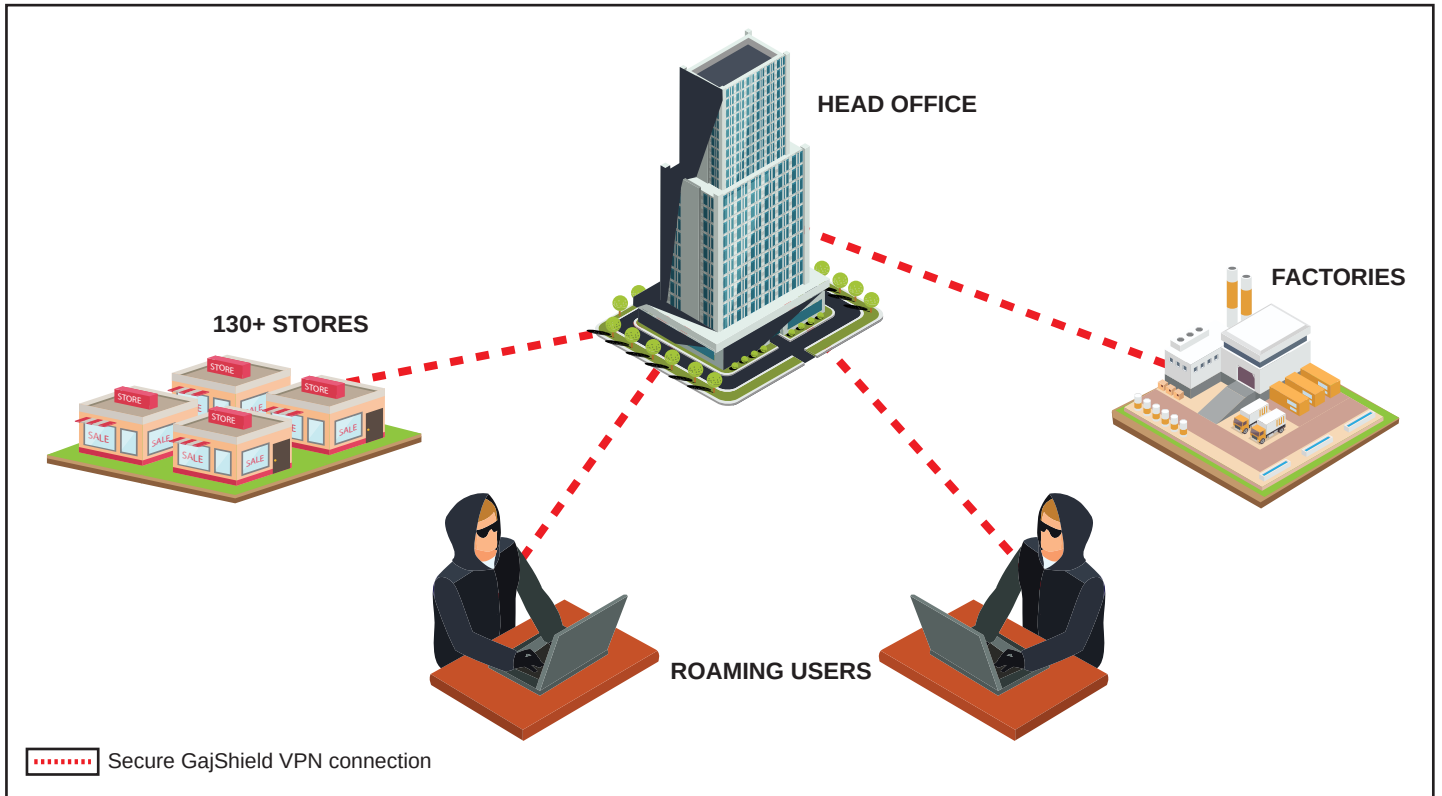 HEAD OFFICE
FACTORIES
130+ STORES
STORE
STORE
STORE
STORE
SALE
SALE
SALE
SALE
SALE
SALE
ROAMING USERS
Secure GajShield VPN connection